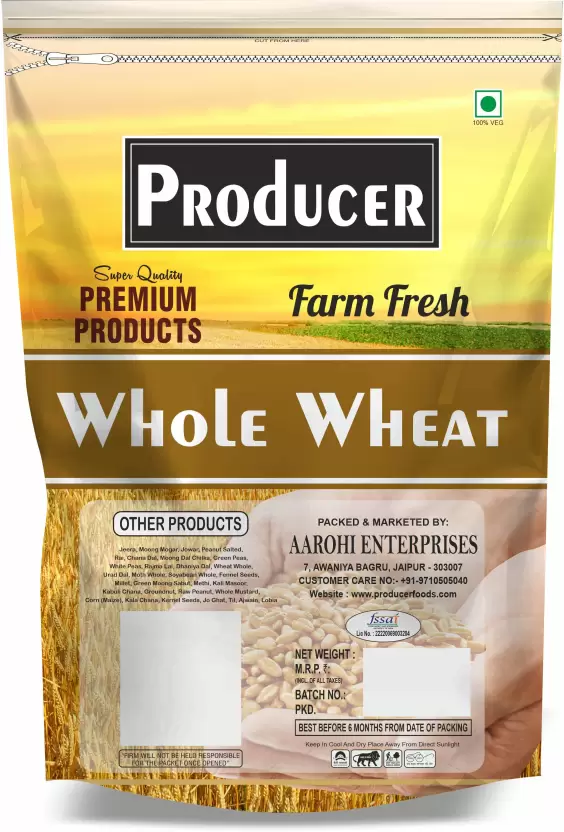 CUT FROM HERE
100% VEG
PRODUCER
Super Quality
PREMIUM
PRODUCTS
Farm Fresh
WHOLE WHEAT
OTHER PRODUCTS
Jeera, Moong Mogar, Jowar, Peanut Salted,
Rai, Chana Dal, Moong Dal Chilka, Green Peas,
White Peas, Rajma Lal, Dhaniya Dal, Wheat Whole,
Urad Dal, Moth Whole, Soyabean Whole, Fennel Seeds,
Millet, Green Moong Sabut, Methi, Kali Masoor,
Kabuli Chana, Groundnut, Raw Peanut, Whole Mustard,
Corn (Maize), Kala Chana, Kernel Seeds, Jo Ghat, Til, Ajwain, Lobia
"FIRM WILL NOT BE HELD RESPONSIBLE
FOR THE PACKET ONCE OPENED"
PACKED & MARKETED BY:
AAROHI ENTERPRISES
7, AWANIYA BAGRU, JAIPUR - 303007
CUSTOMER CARE NO:- +91-9710505040
Website : www.producerfoods.com
fssai
Lic No. : 22220068003284
NET WEIGHT :
M.R.P. ₹:
(INCL. OF ALL TAXES)
BATCH NO.:
PKD.
BEST BEFORE 6 MONTHS FROM DATE OF PACKING
Keep In Cool And Dry Place Away From Direct Sunlight